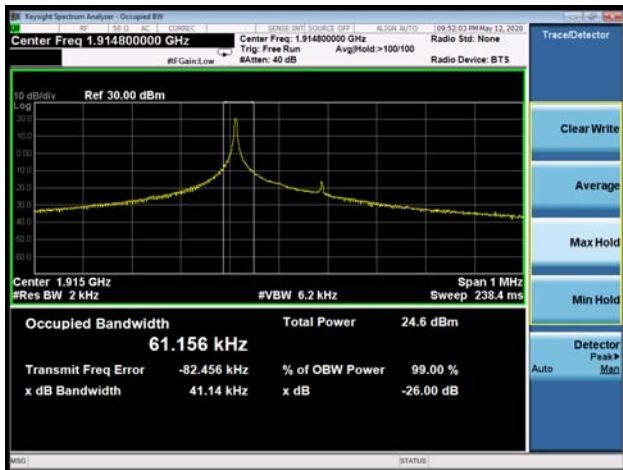 Keysight Spectrum Analyzer - Occupied BW
RF 50 Ω AC CORREC SENSE:INT SOURCE OFF ALIGN AUTO 09:52:03 PM May 12, 2020
Center Freq 1.914800000 GHz Center Freq: 1.914800000 GHz Radio Std: None
Trig: Free Run Avg|Hold:>100/100
#IFGain:Low #Atten: 40 dB Radio Device: BTS
Trace/Detector
10 dB/div Ref 30.00 dBm
Log
20.0
10.0
0.00
-10.0
-20.0
-30.0
-40.0
-50.0
-60.0
Center 1.915 GHz Span 1 MHz
#Res BW 2 kHz #VBW 6.2 kHz Sweep 238.4 ms
Occupied Bandwidth Total Power 24.6 dBm
61.156 kHz
Transmit Freq Error -82.456 kHz % of OBW Power 99.00 %
x dB Bandwidth 41.14 kHz x dB -26.00 dB
Clear Write
Average
Max Hold
Min Hold
Detector
Peak▶
Auto Man
MSG STATUS